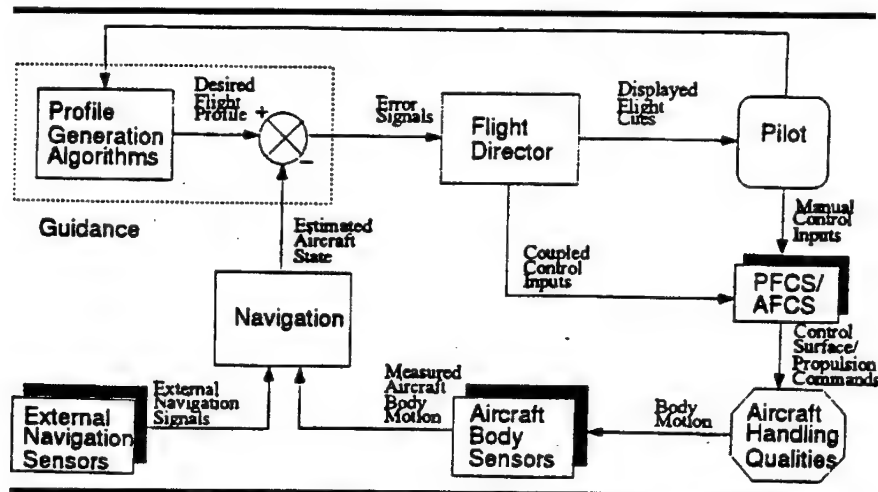 Desired
Flight
Profile
+
−
Profile
Generation
Algorithms
Guidance
Error
Signals
Flight
Director
Displayed
Flight
Cues
Pilot
Manual
Control
Inputs
Coupled
Control
Inputs
PFCS/
AFCS
Estimated
Aircraft
State
Navigation
Control
Surface/
Propulsion
Commands
External
Navigation
Signals
Measured
Aircraft
Body
Motion
External
Navigation
Sensors
Aircraft
Body
Sensors
Body
Motion
Aircraft
Handling
Qualities